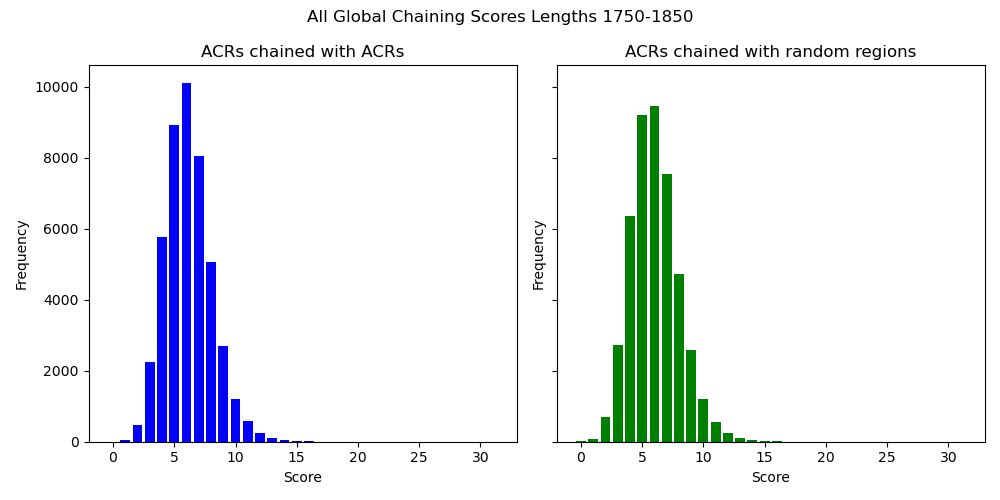 All Global Chaining Scores Lengths 1750-1850
ACRs chained with ACRs
ACRs chained with random regions
10000
8000
6000
4000
2000
0
Frequency
Frequency
0 5 10 15 20 25 30
0 5 10 15 20 25 30
Score
Score